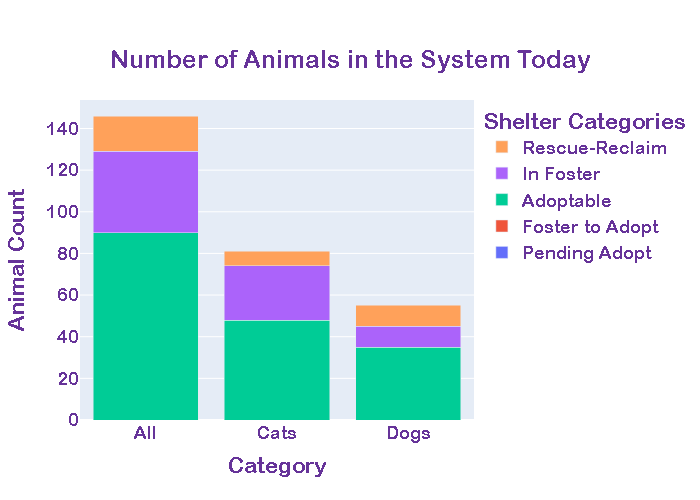 Number of Animals in the System Today
Animal Count
140
120
100
80
60
40
20
0
All
Cats
Dogs
Category
Shelter Categories
Rescue-Reclaim
In Foster
Adoptable
Foster to Adopt
Pending Adopt